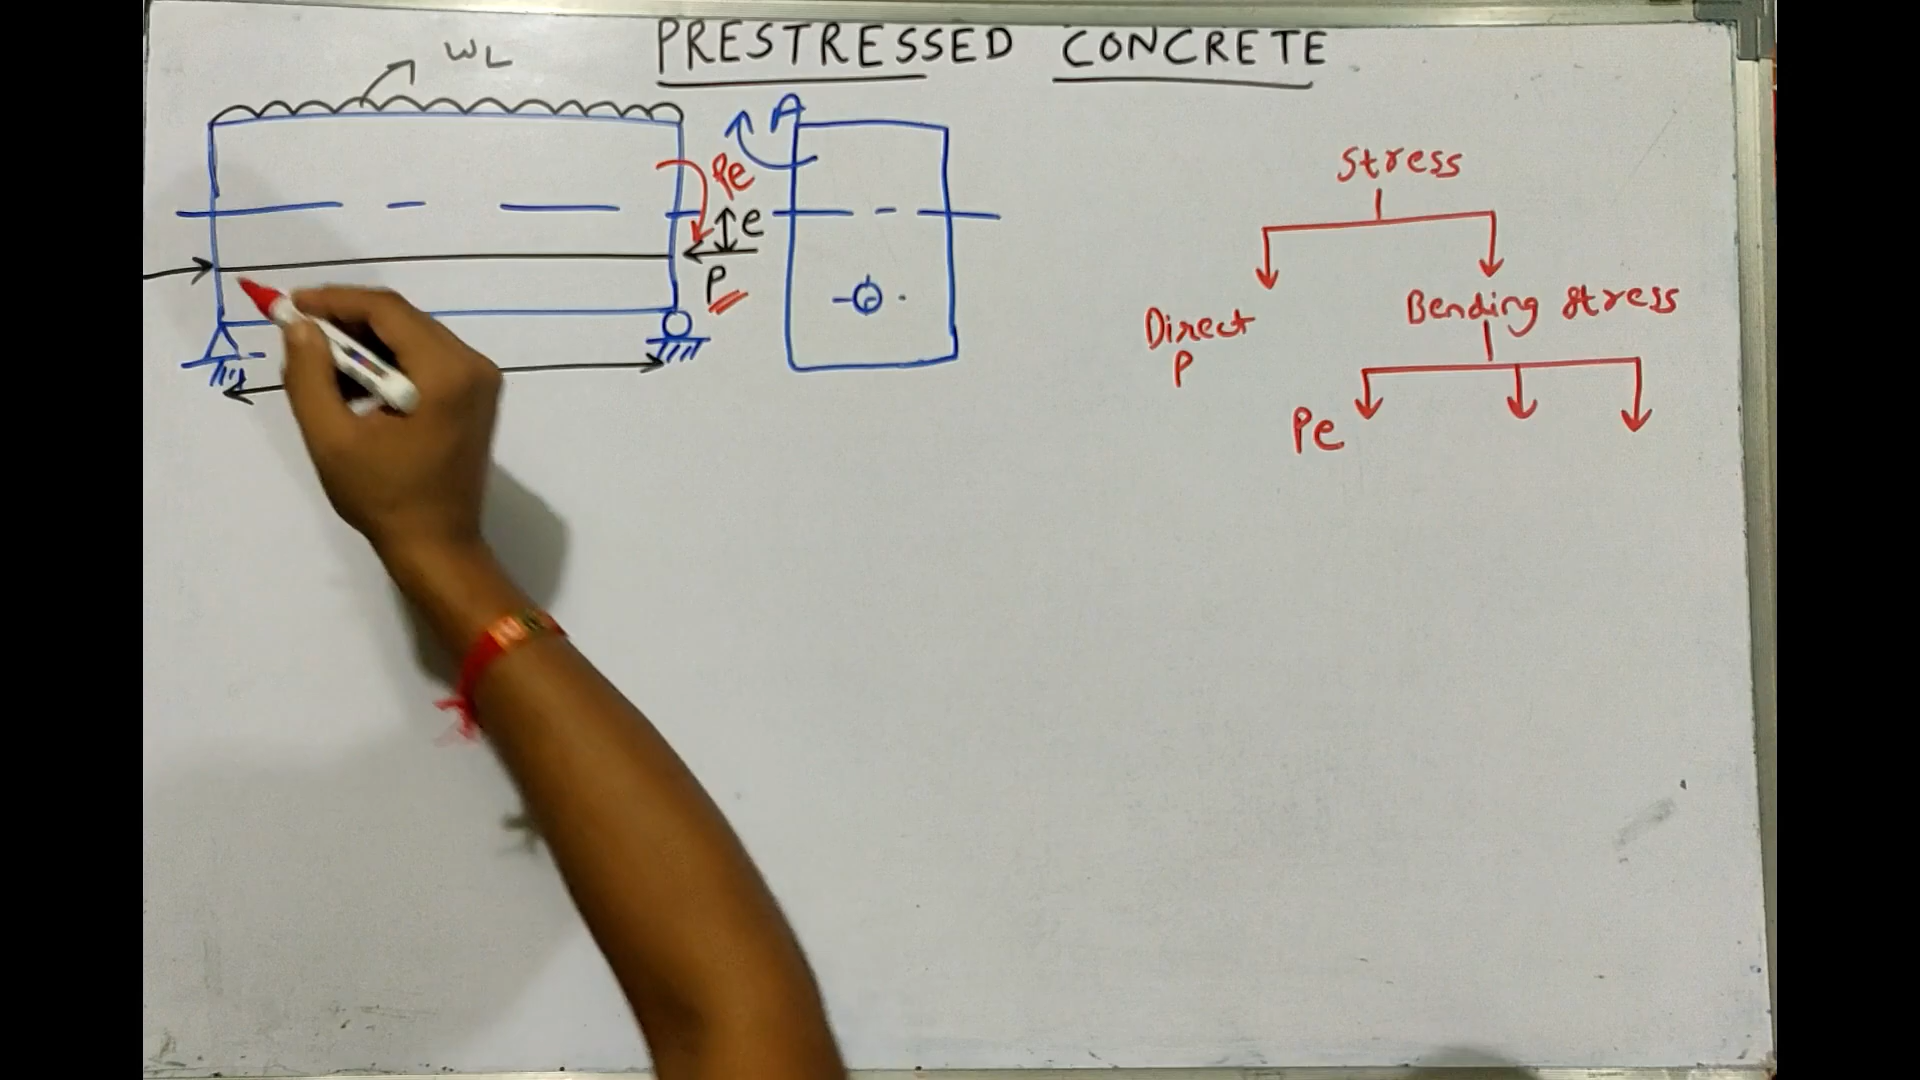 PRESTRESSED CONCRETE
WL
A
Pe
e
P
Stress
Direct
P
Bending stress
Pe